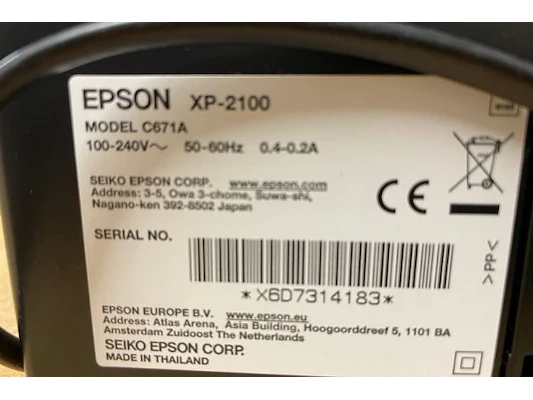 EPSON XP-2100
MODEL C671A
100-240V～ 50-60Hz 0.4-0.2A
SEIKO EPSON CORP. www.epson.com
Address: 3-5, Owa 3-chome, Suwa-shi,
Nagano-ken 392-8502 Japan
CE
SERIAL NO.
*X6D7314183*
>PP<
EPSON EUROPE B.V. www.epson.eu
Address: Atlas Arena, Asia Building, Hoogoorddreef 5, 1101 BA
Amsterdam Zuidoost The Netherlands
SEIKO EPSON CORP.
MADE IN THAILAND